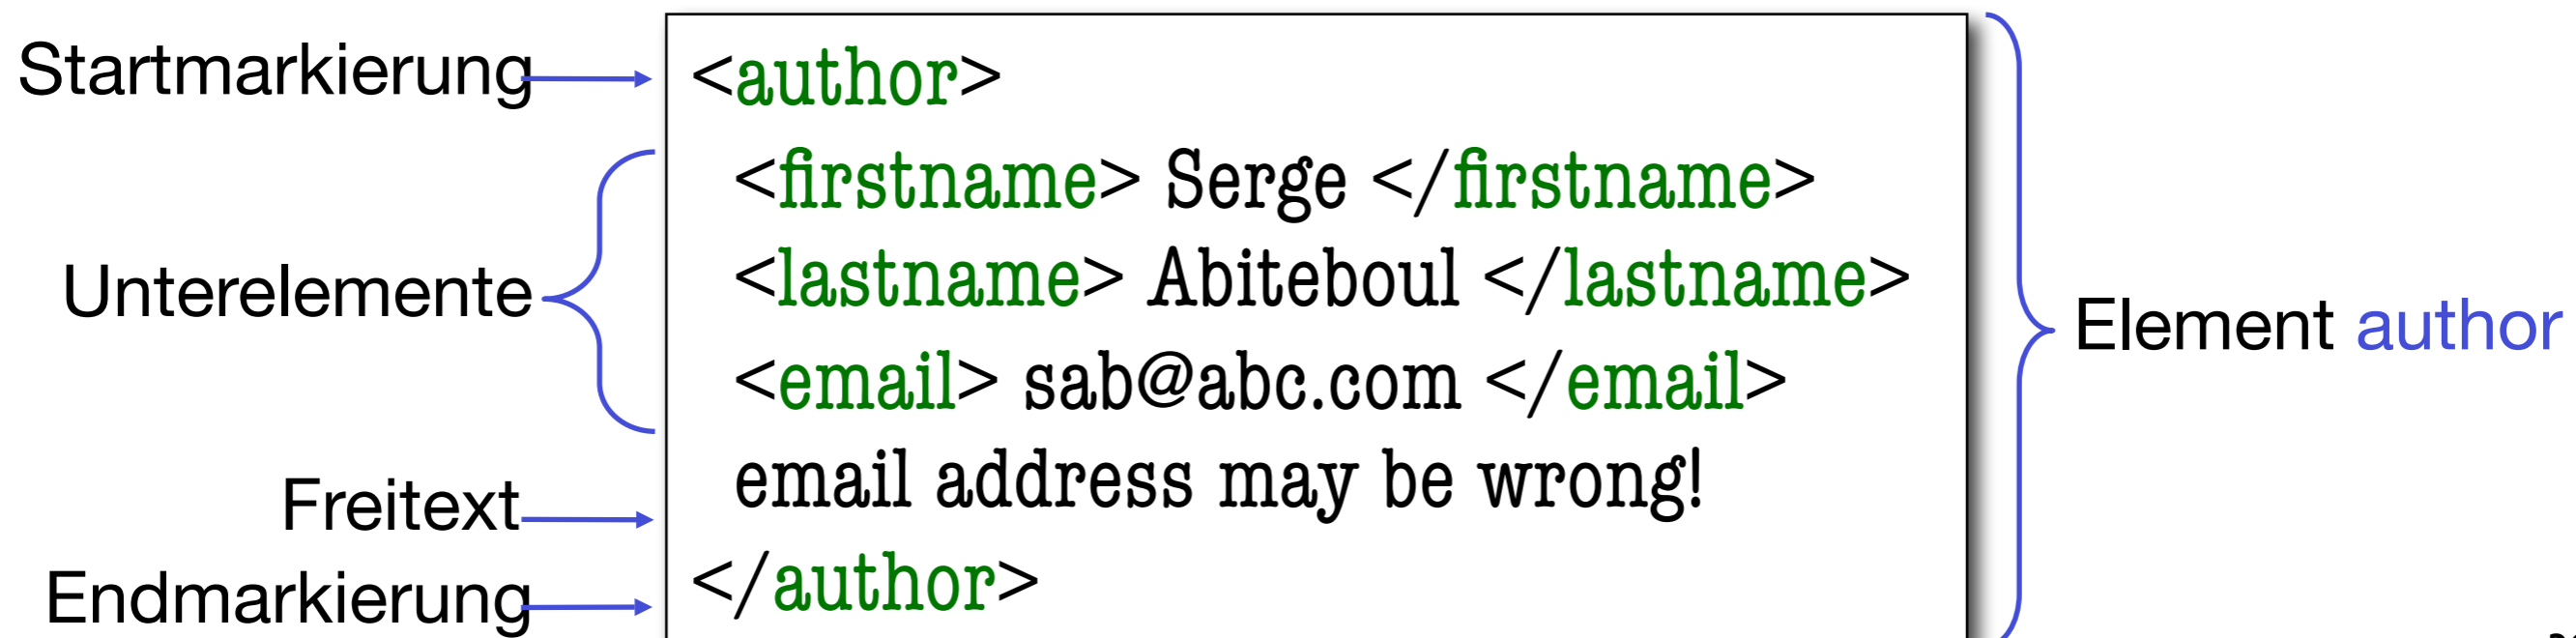 Startmarkierung
<author>
<firstname> Serge </firstname>
<lastname> Abiteboul </lastname>
Unterelemente
Element author
<email> sab@abc.com </email>
Freitext
email address may be wrong!
Endmarkierung
</author>